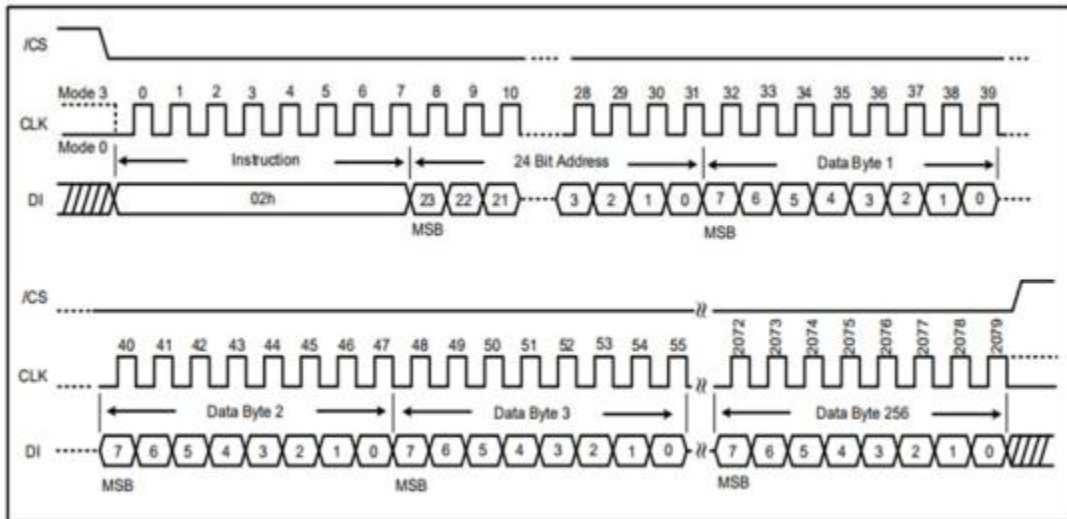 /CS
Mode 3 0 1 2 3 4 5 6 7 8 9 10 28 29 30 31 32 33 34 35 36 37 38 39
CLK
Mode 0 Instruction 24 Bit Address Data Byte 1
DI 02h 23 22 21 3 2 1 0 7 6 5 4 3 2 1 0
MSB MSB
/CS
40 41 42 43 44 45 46 47 48 49 50 51 52 53 54 55 2072 2073 2074 2075 2076 2077 2078 2079
CLK
Data Byte 2 Data Byte 3 Data Byte 256
DI 7 6 5 4 3 2 1 0 7 6 5 4 3 2 1 0 7 6 5 4 3 2 1 0
MSB MSB MSB